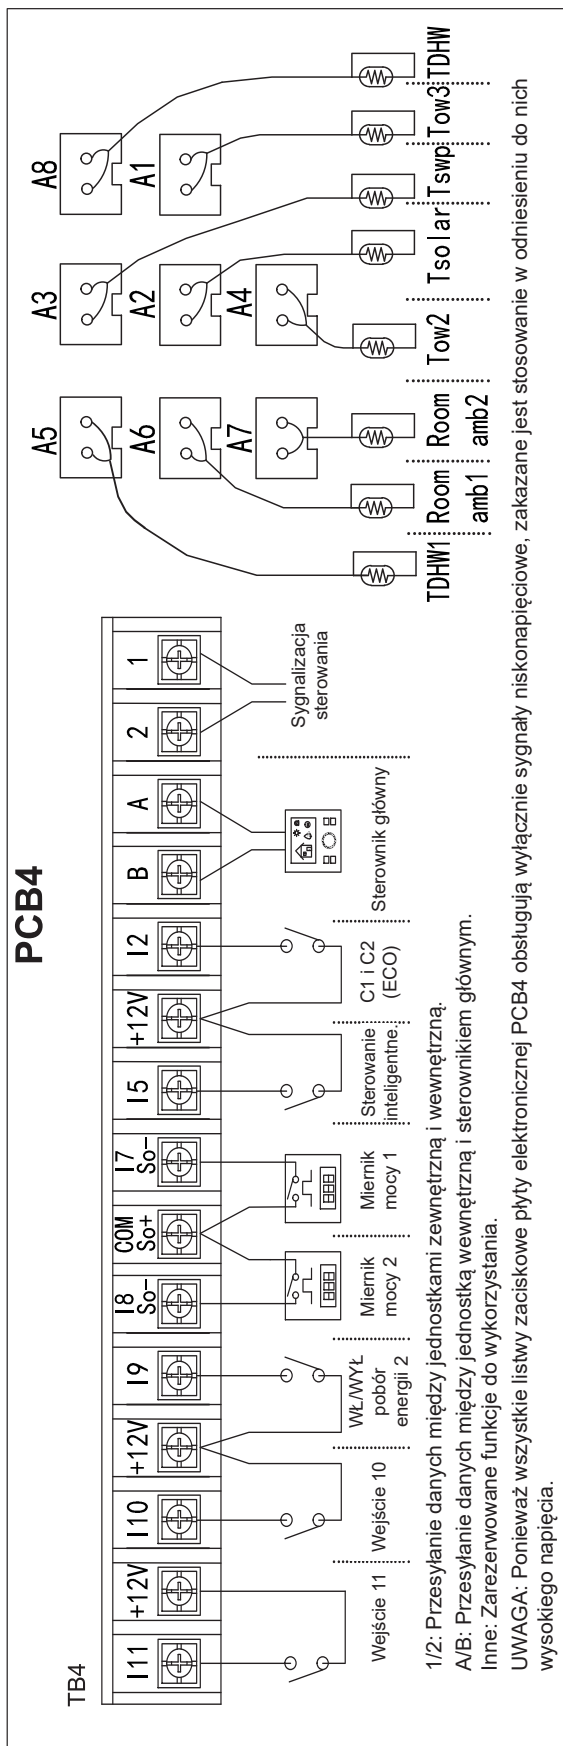 PCB4
TB4
I11
+12V
I10
+12V
I9
I8
So-
COM
So+
I7
So-
I5
+12V
I2
B
A
2
1
Wejście 11
Wejście 10
WŁ/WYŁ
pobór
energii 2
Miernik
mocy 2
Miernik
mocy 1
Sterowanie
inteligentne.
C1 i C2
(ECO)
Sterownik główny
Sygnalizacja
sterowania
A5
A3
A8
A6
A2
A1
A7
A4
TDHW1
Room
amb1
Room
amb2
Tow2
Tsolar
Tswp
Tow3
TDHW
1/2: Przesyłanie danych między jednostkami zewnętrzną i wewnętrzną.
A/B: Przesyłanie danych między jednostką wewnętrzną i sterownikiem głównym.
Inne: Zarezerwowane funkcje do wykorzystania.
UWAGA: Ponieważ wszystkie listwy zaciskowe płyty elektronicznej PCB4 obsługują wyłącznie sygnały niskonapięciowe, zakazane jest stosowanie w odniesieniu do nich
wysokiego napięcia.